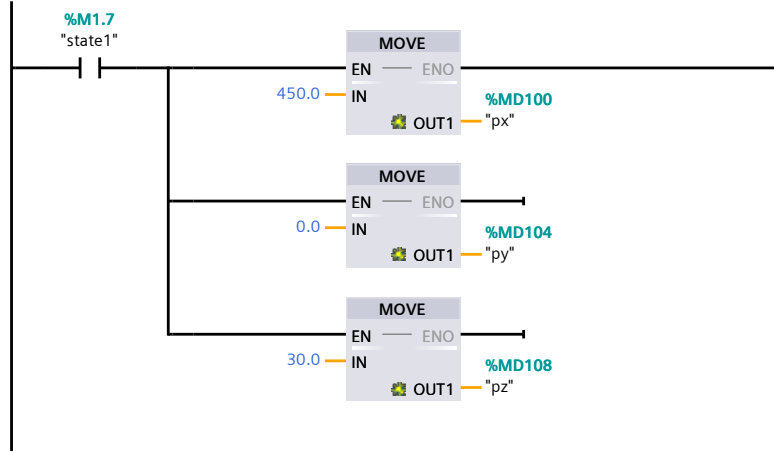 %M1.7
"state1"
MOVE
EN ENO
450.0 IN
%MD100
OUT1 "px"
MOVE
EN ENO
0.0 IN
%MD104
OUT1 "py"
MOVE
EN ENO
30.0 IN
%MD108
OUT1 "pz"